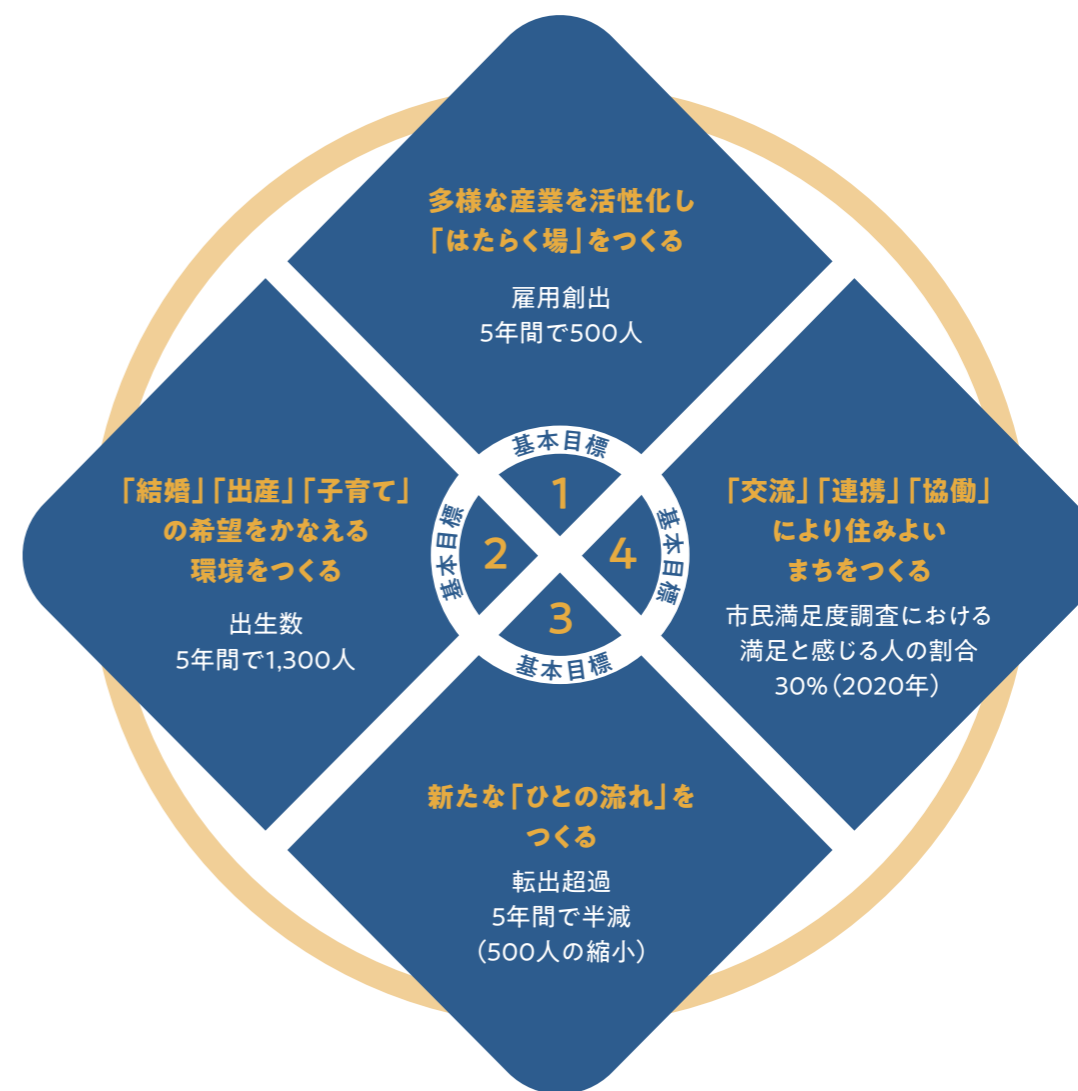 多様な産業を活性化し
「はたらく場」をつくる
雇用創出
5年間で500人
基本目標
1
「結婚」「出産」「子育て」
の希望をかなえる
環境をつくる
出生数
5年間で1,300人
基本目標
2
新たな「ひとの流れ」を
つくる
転出超過
5年間で半減
(500人の縮小)
基本目標
3
「交流」「連携」「協働」
により住みよい
まちをつくる
市民満足度調査における
満足と感じる人の割合
30%(2020年)
基本目標
4